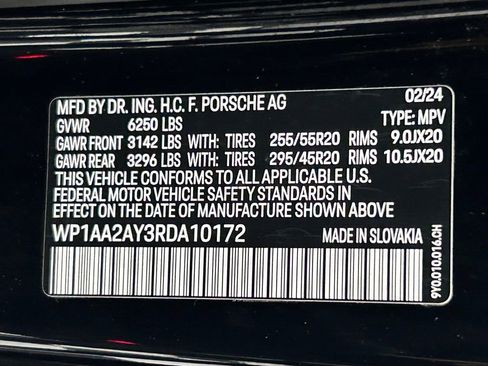 MFD BY DR. ING. H.C. F. PORSCHE AG 02/24
GVWR 6250 LBS TYPE: MPV
GAWR FRONT 3142 LBS WITH: TIRES 255/55R20 RIMS 9.0JX20
GAWR REAR 3296 LBS WITH: TIRES 295/45R20 RIMS 10.5JX20
THIS VEHICLE CONFORMS TO ALL APPLICABLE U.S.
FEDERAL MOTOR VEHICLE SAFETY STANDARDS IN
EFFECT ON THE DATE OF MANUFACTURE SHOWN ABOVE
WP1AA2AY3RDA10172 MADE IN SLOVAKIA
9Y0.010.016.CH